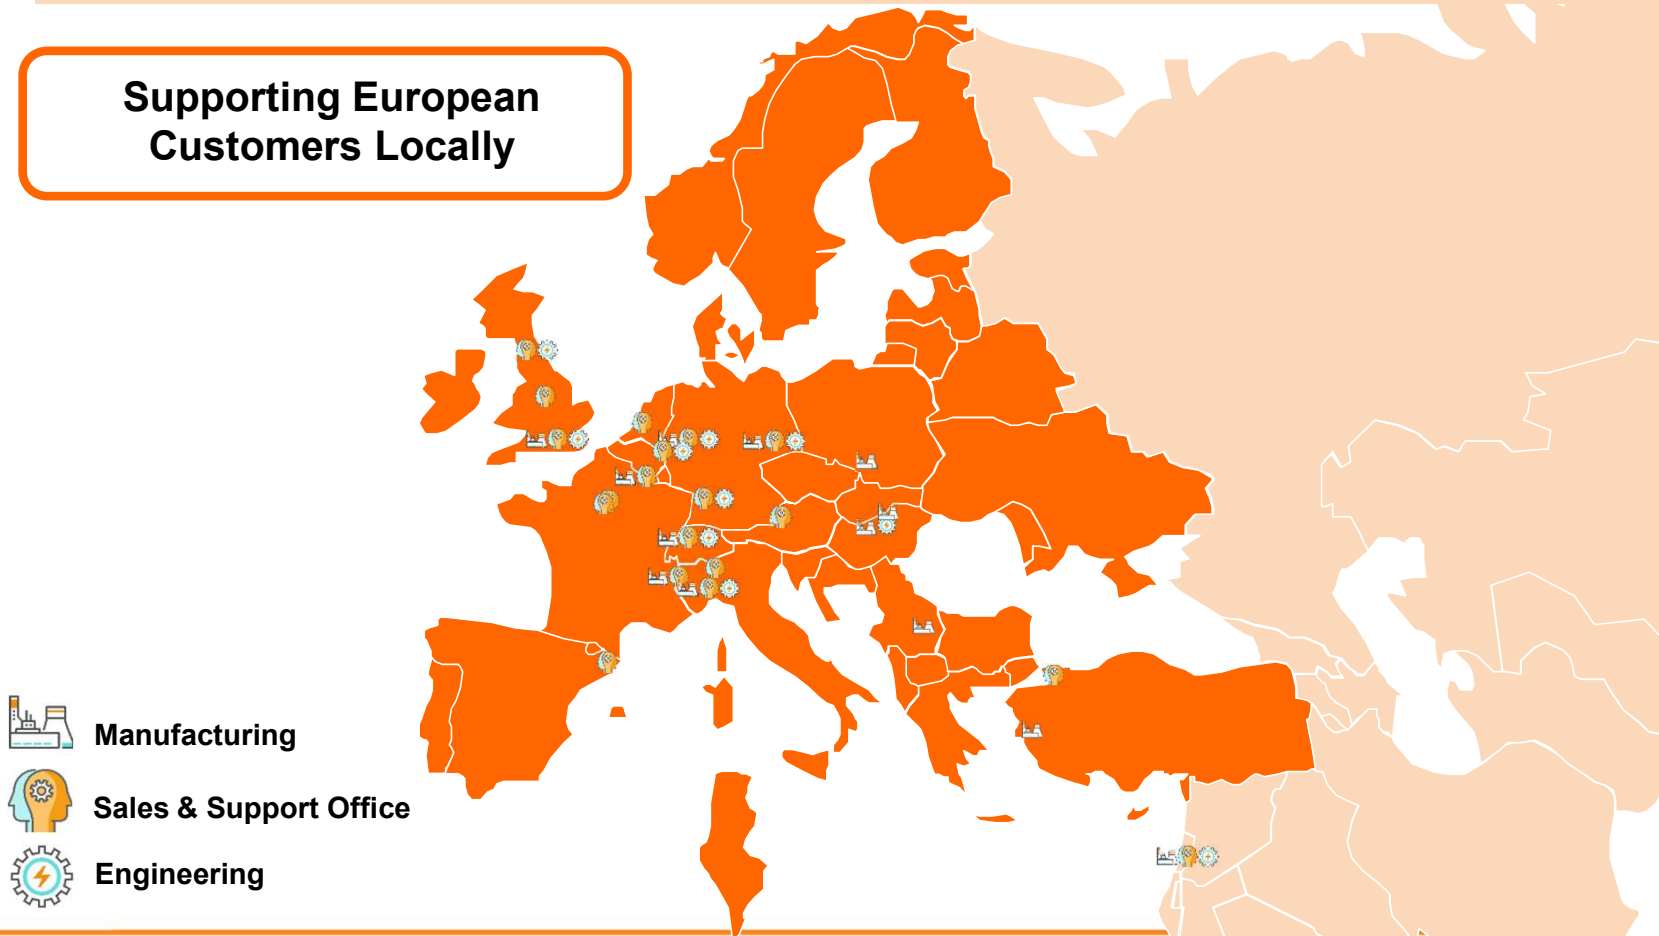 Supporting European
Customers Locally
Manufacturing
Sales & Support Office
Engineering